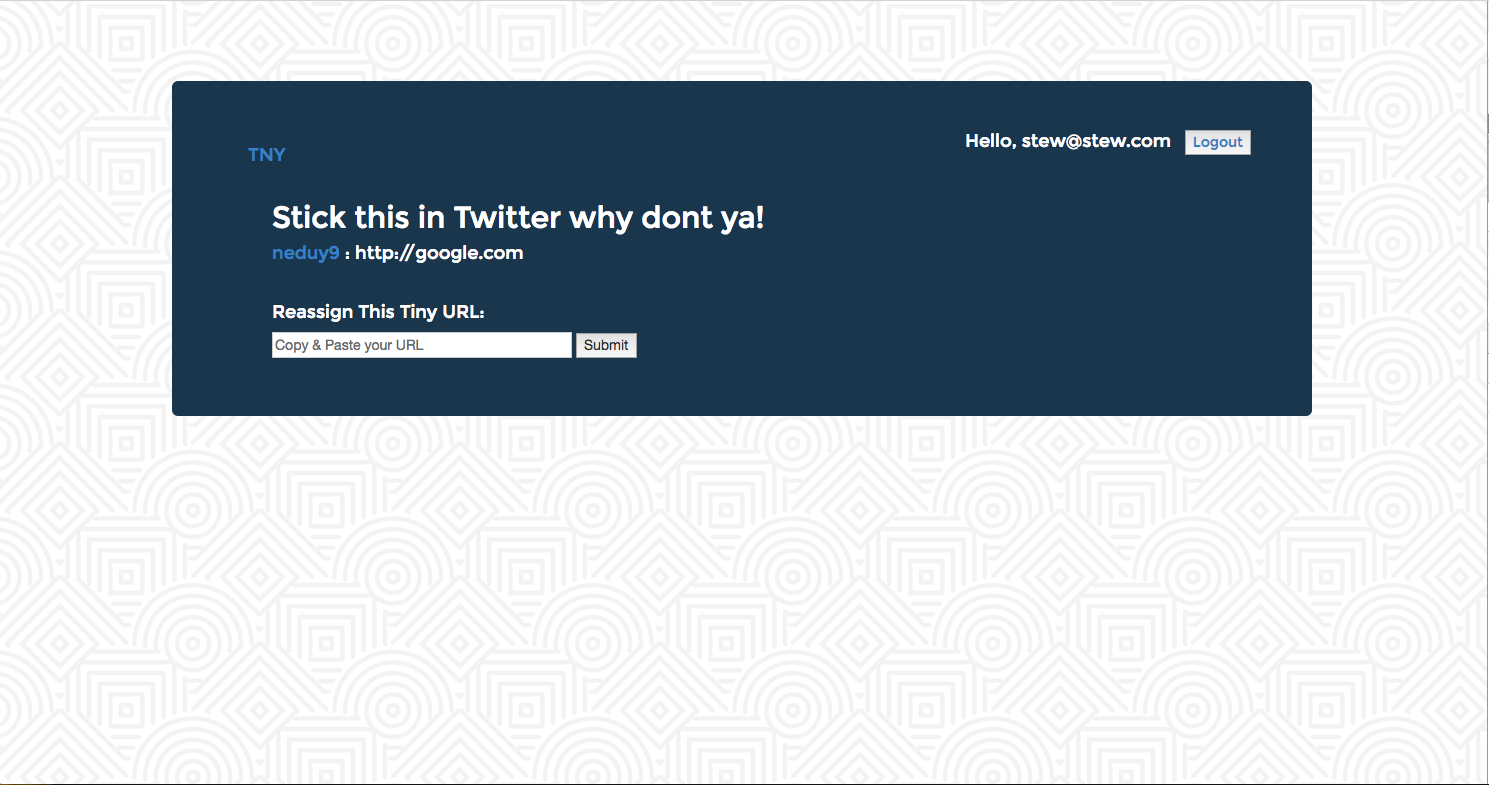 Hello, stew@stew.com Logout
TNY
Stick this in Twitter why dont ya!
neduy9 : http://google.com
Reassign This Tiny URL:
Copy & Paste your URL Submit